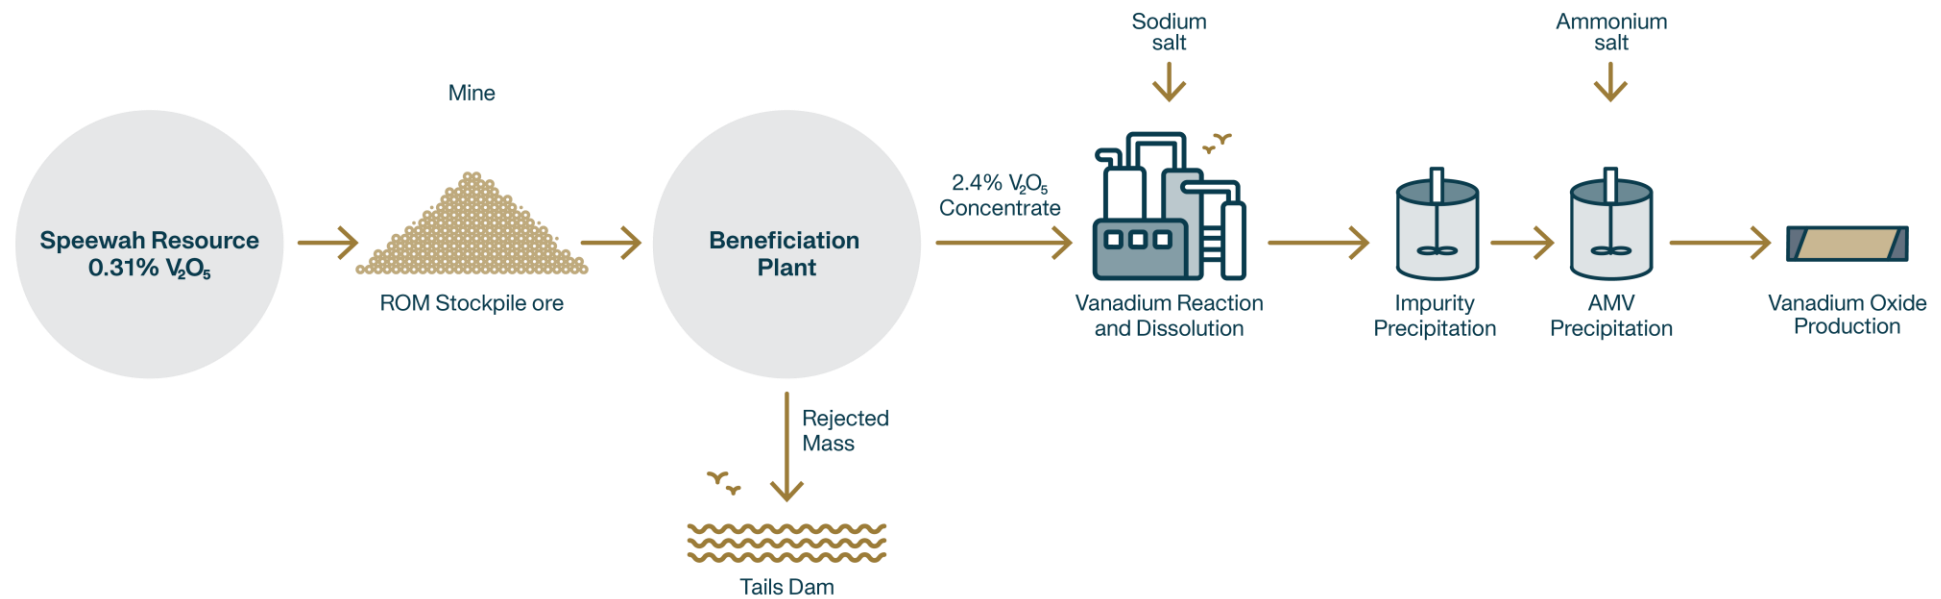 Speewah Resource
0.31% V₂O₅
Mine
ROM Stockpile ore
Beneficiation
Plant
Rejected
Mass
Tails Dam
2.4% V₂O₅
Concentrate
Sodium
salt
Vanadium Reaction
and Dissolution
Impurity
Precipitation
Ammonium
salt
AMV
Precipitation
Vanadium Oxide
Production